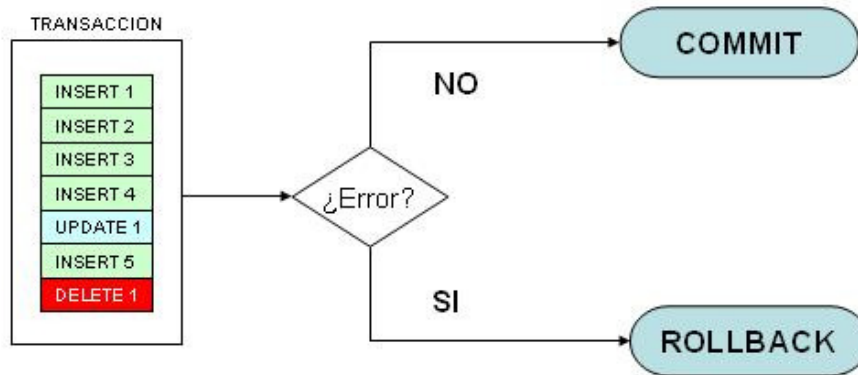 TRANSACCION
INSERT 1
INSERT 2
INSERT 3
INSERT 4
UPDATE 1
INSERT 5
DELETE 1
¿Error?
NO
COMMIT
SI
ROLLBACK